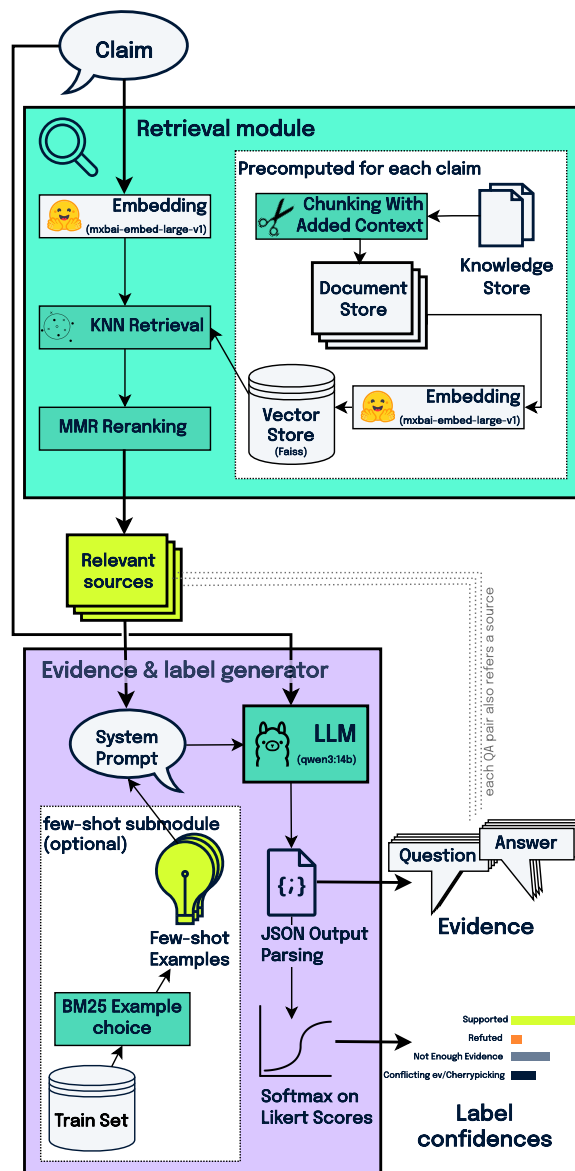 Claim
Retrieval module
Precomputed for each claim
Embedding
(mxbai-embed-large-v1)
Chunking With
Added Context
Knowledge
Store
Document
Store
KNN Retrieval
Embedding
(mxbai-embed-large-v1)
Vector
Store
(Faiss)
MMR Reranking
Relevant
sources
each QA pair also refers a source
Evidence & label generator
System
Prompt
LLM
(qwen3:14b)
few-shot submodule
(optional)
Question
Answer
Evidence
{;}
JSON Output
Parsing
Few-shot
Examples
BM25 Example
choice
Train Set
Softmax on
Likert Scores
Supported
Refuted
Not Enough Evidence
Conflicting ev/Cherrypicking
Label
confidences